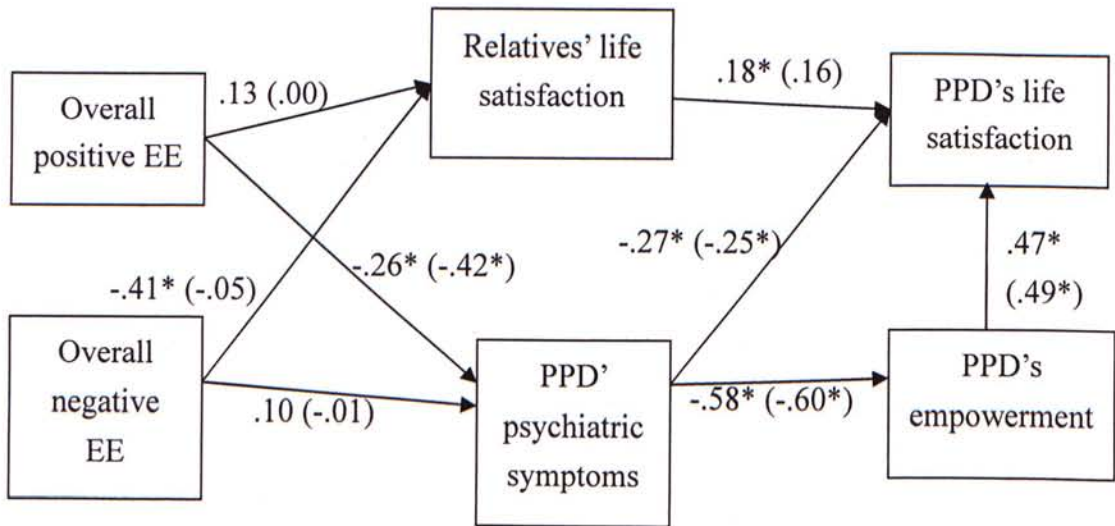 Overall
positive EE
.13 (.00)
Relatives' life
satisfaction
.18* (.16)
PPD's life
satisfaction
-.41* (-.05)
-.26* (-.42*)
-.27* (-.25*)
.47*
(.49*)
Overall
negative
EE
.10 (-.01)
PPD'
psychiatric
symptoms
-.58* (-.60*)
PPD's
empowerment